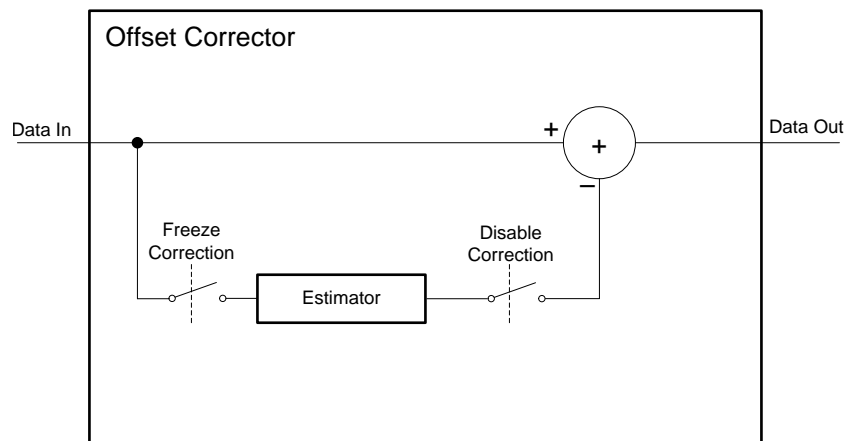 Offset Corrector
Data In
+
+
Data Out
−
Freeze
Correction
Disable
Correction
Estimator